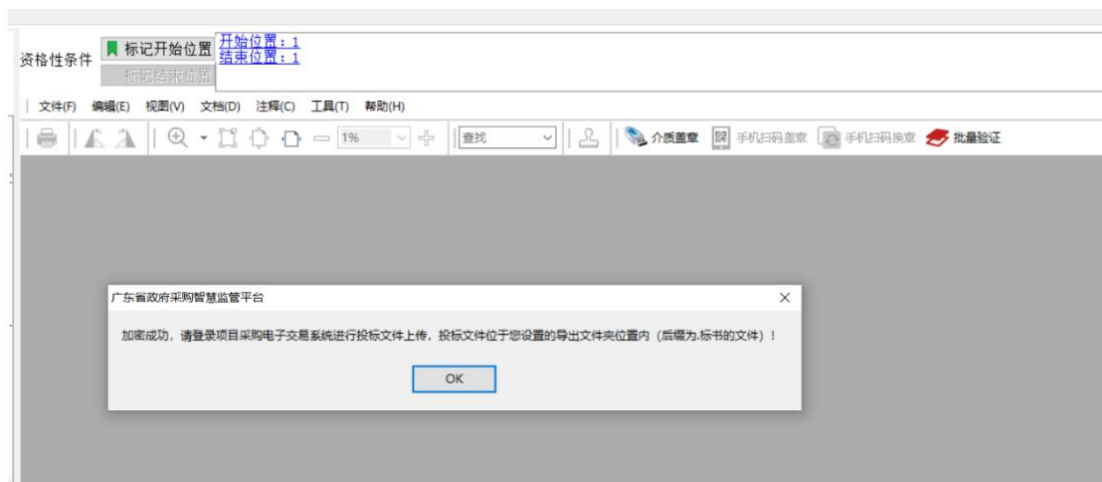 资格性条件
标记开始位置
开始位置：1
结束位置：1
标记结束位置
文件(F) 编辑(E) 视图(V) 文档(D) 注释(C) 工具(T) 帮助(H)
1% 查找 介质盖章 手机扫码盖章 手机扫码换章 批量验证
广东省政府采购智慧监管平台
加密成功，请登录项目采购电子交易系统进行投标文件上传，投标文件位于您设置的导出文件夹位置内（后缀为.标书的文件）！
OK